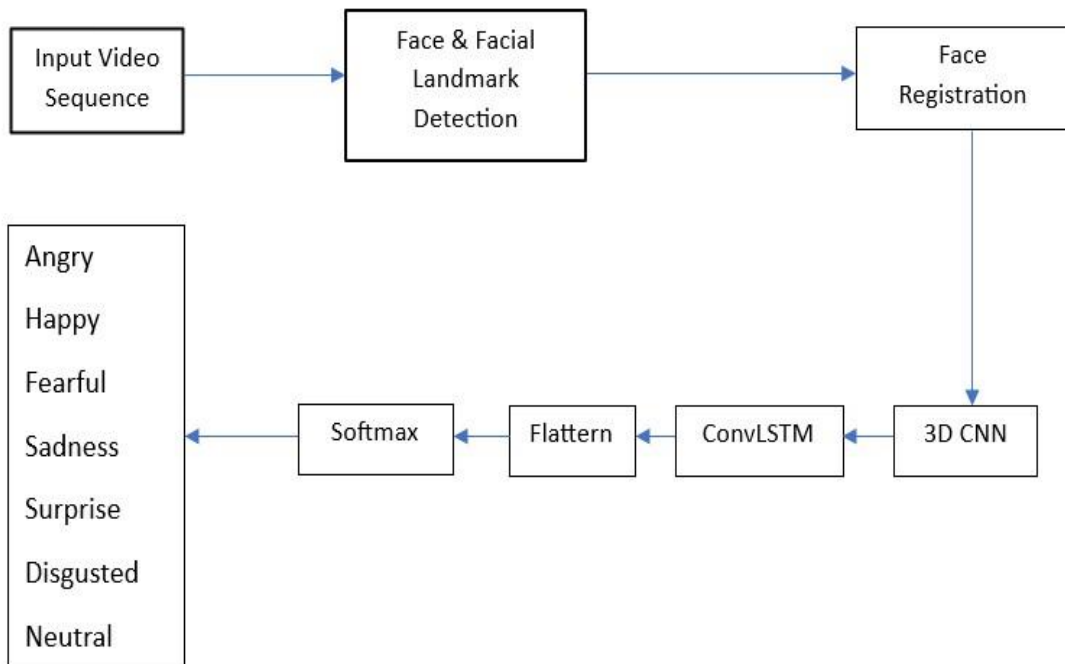 Input Video
Sequence
Face & Facial
Landmark
Detection
Face
Registration
3D CNN
ConvLSTM
Flattern
Softmax
Angry
Happy
Fearful
Sadness
Surprise
Disgusted
Neutral